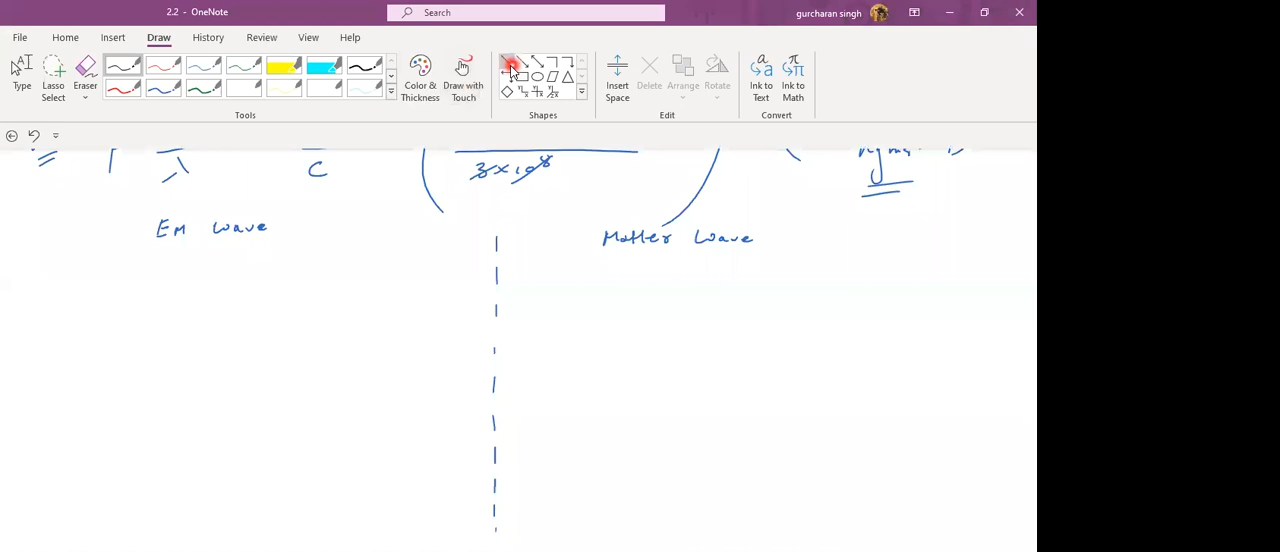 2.2 - OneNote
Search
gurcharan singh
File Home Insert Draw History Review View Help
Type
Lasso Select
Eraser
Color & Thickness
Draw with Touch
Insert Space
Delete
Arrange
Rotate
Ink to Text
Ink to Math
Tools
Shapes
Edit
Convert
λ
C
3×10⁸
EM wave
Matter wave